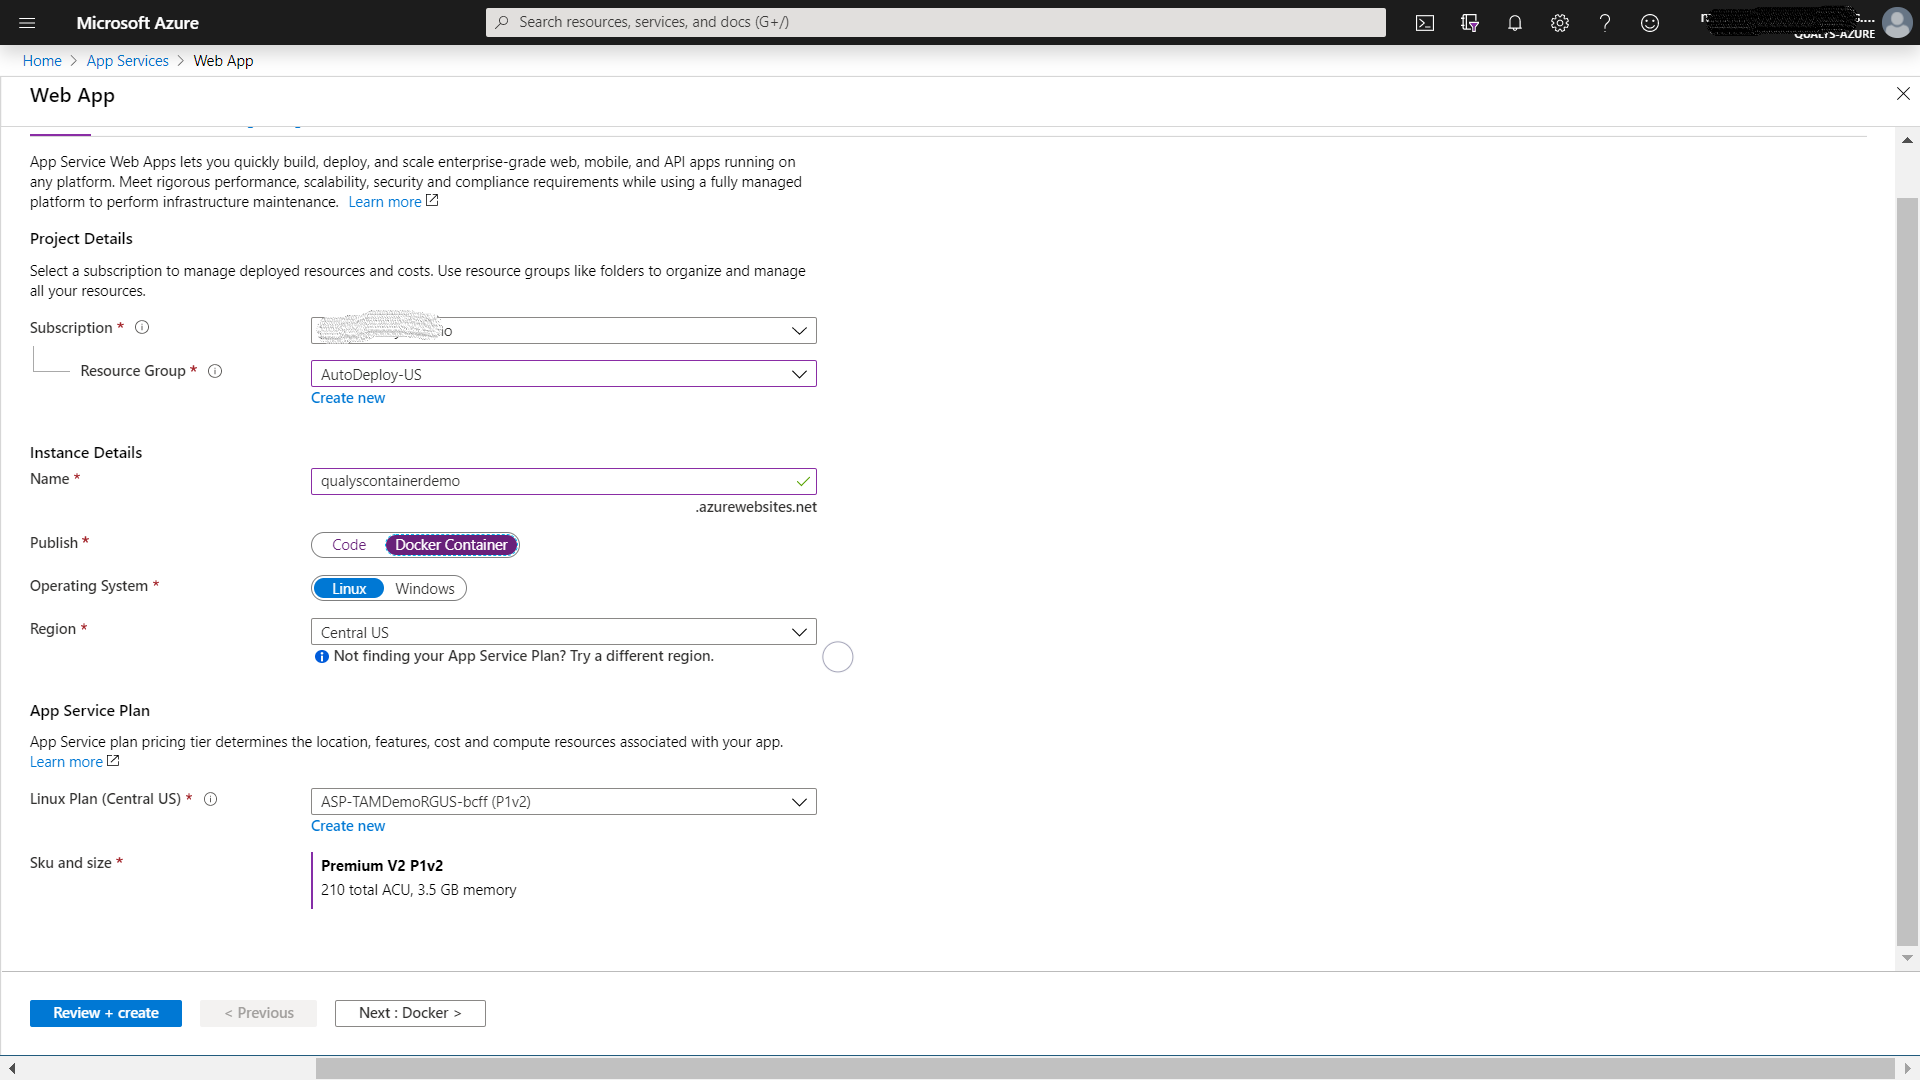 Microsoft Azure
Search resources, services, and docs (G+/)
QUALYS-AZURE
Home > App Services > Web App
Web App
App Service Web Apps lets you quickly build, deploy, and scale enterprise-grade web, mobile, and API apps running on
any platform. Meet rigorous performance, scalability, security and compliance requirements while using a fully managed
platform to perform infrastructure maintenance. Learn more
Project Details
Select a subscription to manage deployed resources and costs. Use resource groups like folders to organize and manage
all your resources.
Subscription *
Resource Group * AutoDeploy-US
Create new
Instance Details
Name * qualyscontainerdemo
.azurewebsites.net
Publish * Code Docker Container
Operating System * Linux Windows
Region * Central US
Not finding your App Service Plan? Try a different region.
App Service Plan
App Service plan pricing tier determines the location, features, cost and compute resources associated with your app.
Learn more
Linux Plan (Central US) * ASP-TAMDemoRGUS-bcff (P1v2)
Create new
Sku and size * Premium V2 P1v2
210 total ACU, 3.5 GB memory
Review + create < Previous Next : Docker >